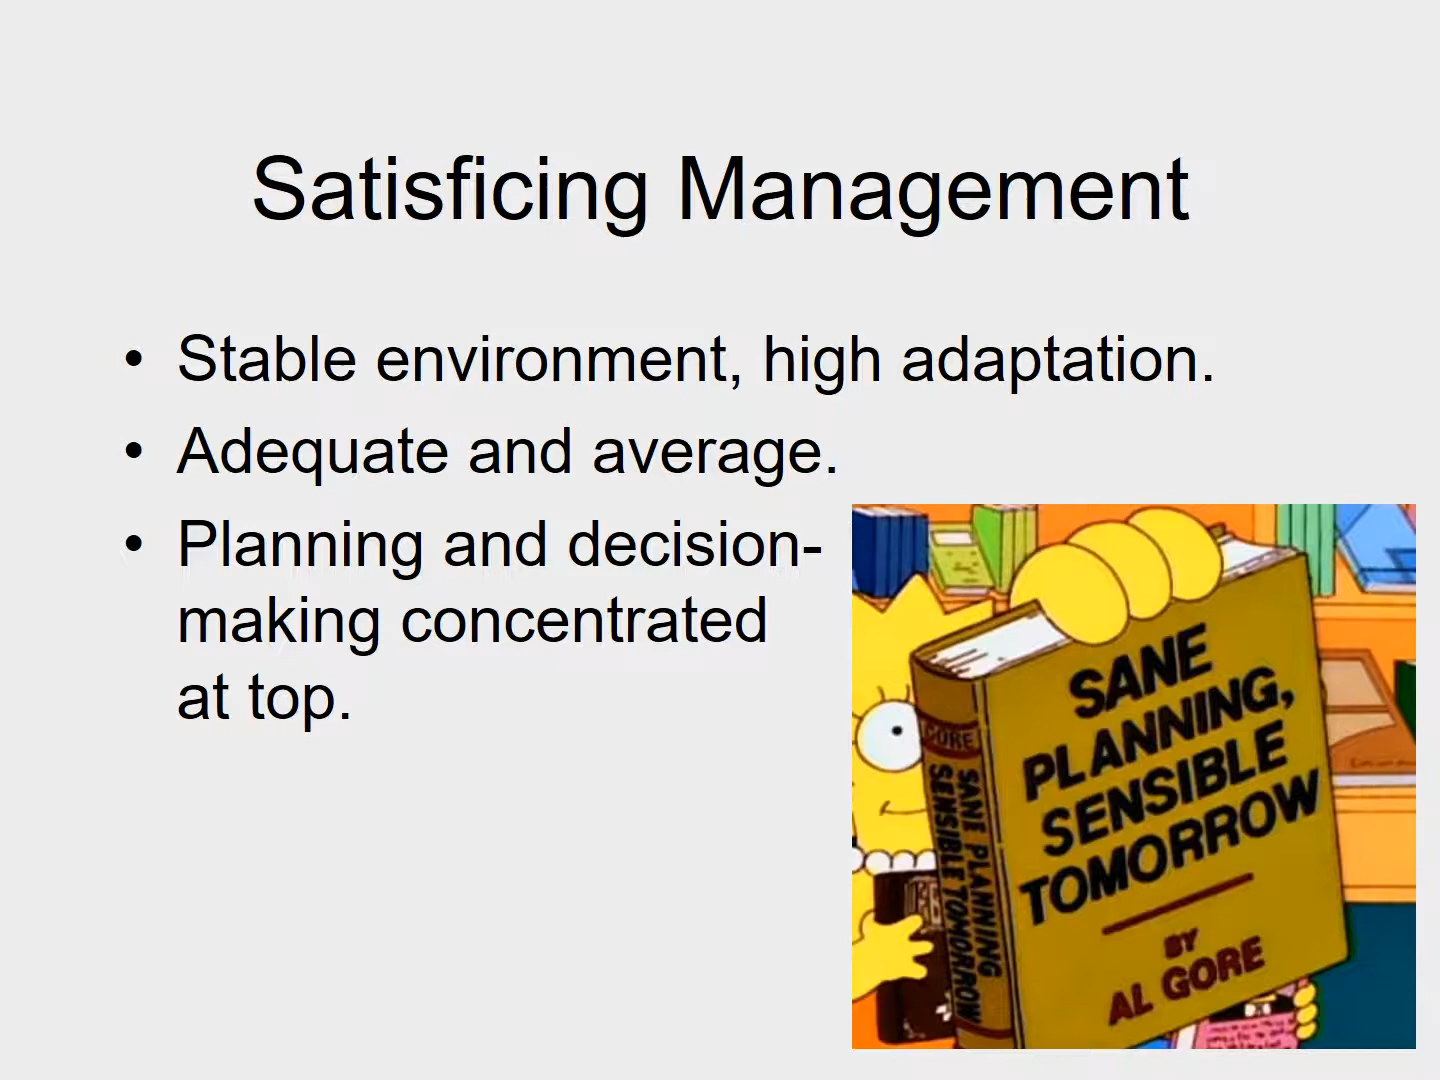 Satisficing Management
• Stable environment, high adaptation.
• Adequate and average.
• Planning and decision-
making concentrated
at top.
SANE
PLANNING,
SENSIBLE
TOMORROW
BY
AL GORE
GORE
SANE PLANNING
SENSIBLE TOMORROW